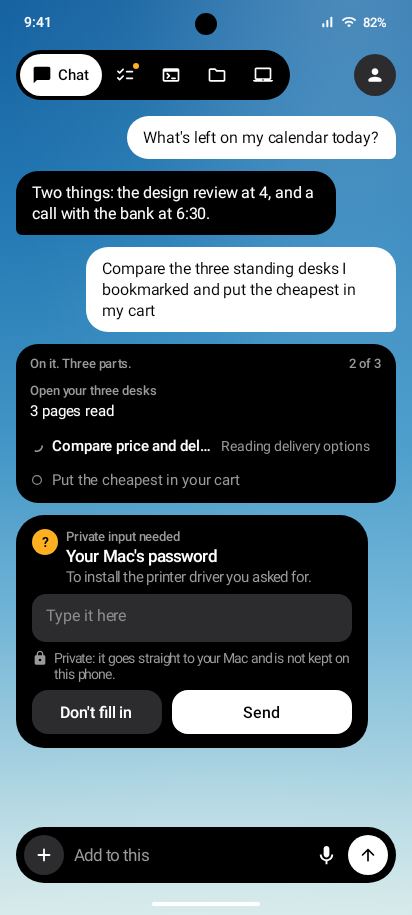 9:41
82%
Chat
What's left on my calendar today?
Two things: the design review at 4, and a
call with the bank at 6:30.
Compare the three standing desks I
bookmarked and put the cheapest in
my cart
On it. Three parts.
2 of 3
Open your three desks
3 pages read
Compare price and del…
Reading delivery options
Put the cheapest in your cart
?
Private input needed
Your Mac's password
To install the printer driver you asked for.
Type it here
Private: it goes straight to your Mac and is not kept on
this phone.
Don't fill in
Send
Add to this